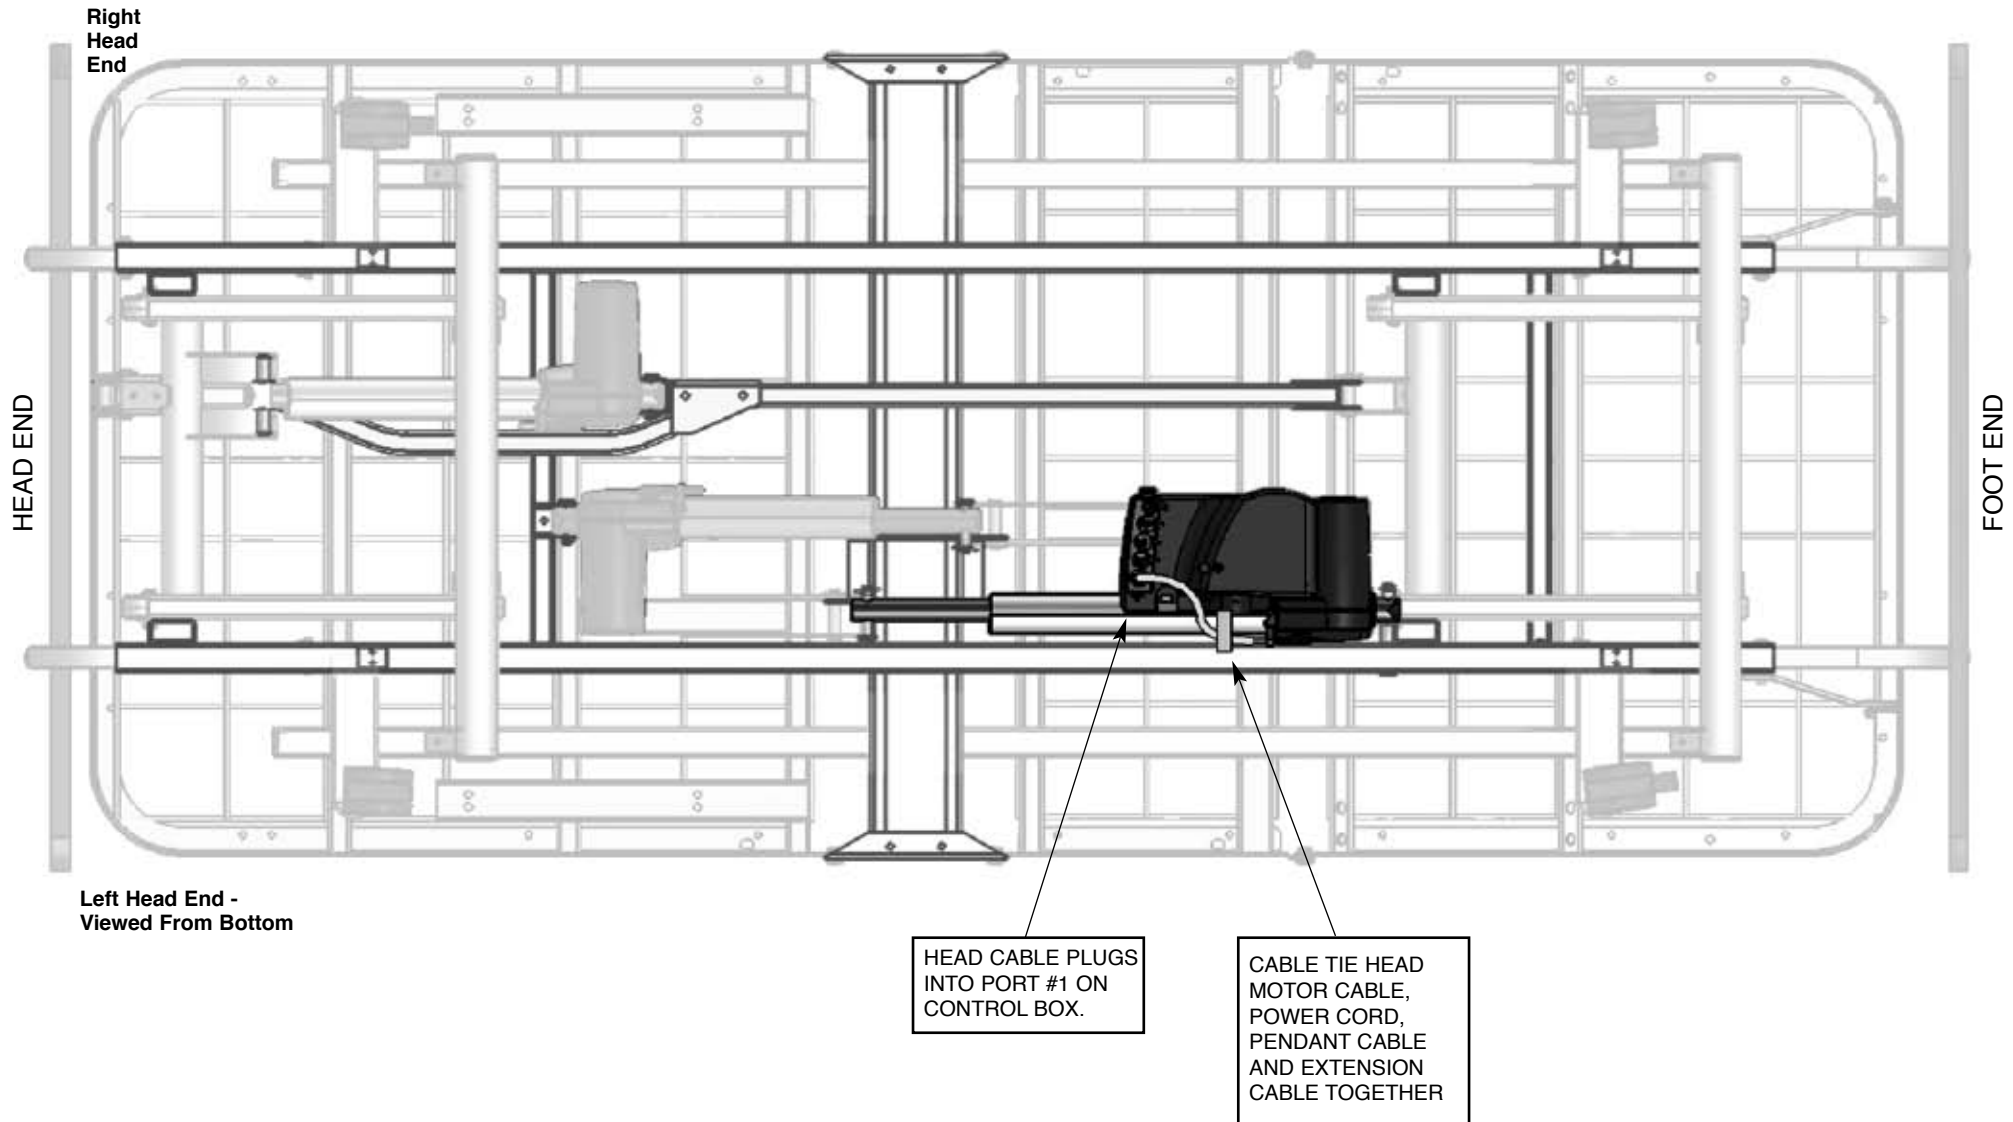 Right
Head
End
HEAD END
FOOT END
Left Head End -
Viewed From Bottom
HEAD CABLE PLUGS
INTO PORT #1 ON
CONTROL BOX.
CABLE TIE HEAD
MOTOR CABLE,
POWER CORD,
PENDANT CABLE
AND EXTENSION
CABLE TOGETHER